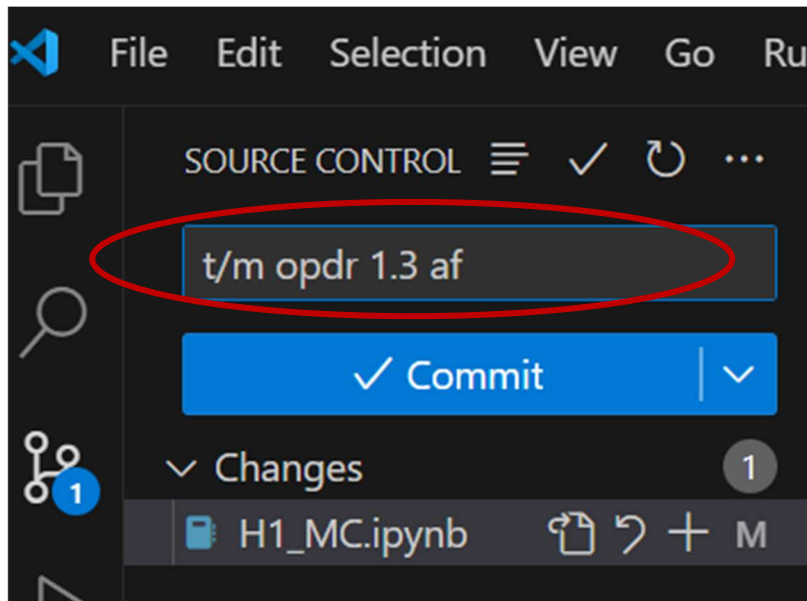 File Edit Selection View Go Ru
SOURCE CONTROL
t/m opdr 1.3 af
Commit
Changes 1
H1_MC.ipynb M
1